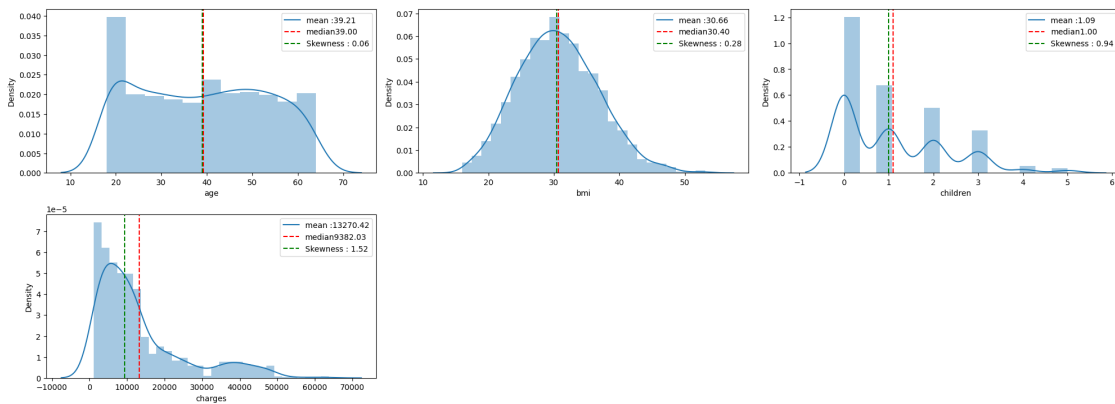 0.040
0.035
0.030
0.025
0.020
0.015
0.010
0.005
0.000
Density
10 20 30 40 50 60 70
age
mean :39.21
median39.00
Skewness : 0.06
0.07
0.06
0.05
0.04
0.03
0.02
0.01
0.00
Density
10 20 30 40 50
bmi
mean :30.66
median30.40
Skewness : 0.28
1.2
1.0
0.8
0.6
0.4
0.2
0.0
Density
−1 0 1 2 3 4 5 6
children
mean :1.09
median1.00
Skewness : 0.94
1e−5
7
6
5
4
3
2
1
0
Density
−10000 0 10000 20000 30000 40000 50000 60000 70000
charges
mean :13270.42
median9382.03
Skewness : 1.52